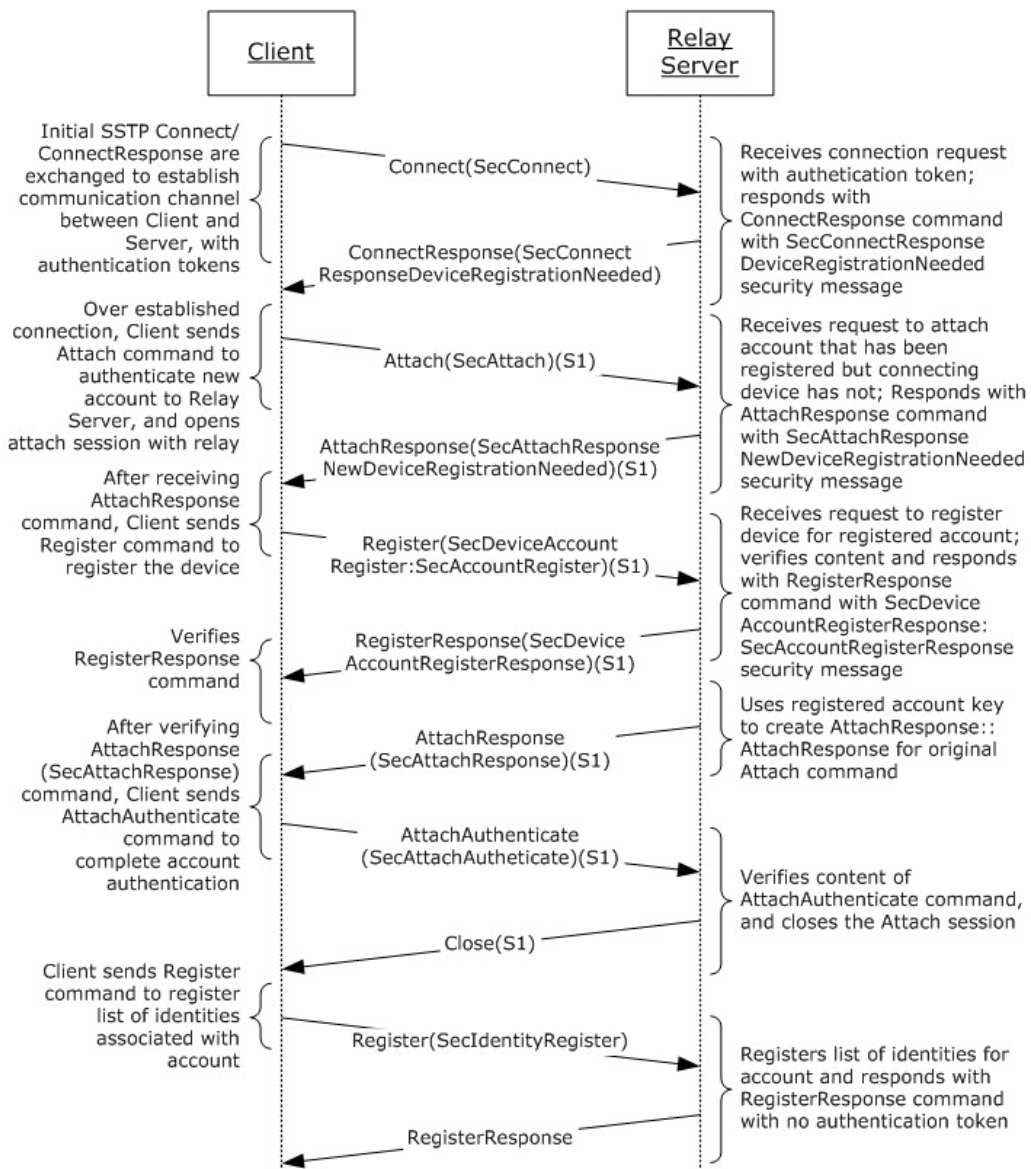 Client
Relay
Server
Initial SSTP Connect/
ConnectResponse are
exchanged to establish
communication channel
between Client and
Server, with
authentication tokens
Connect(SecConnect)
Receives connection request
with authetication token;
responds with
ConnectResponse command
with SecConnectResponse
DeviceRegistrationNeeded
security message
ConnectResponse(SecConnect
ResponseDeviceRegistrationNeeded)
Over established
connection, Client sends
Attach command to
authenticate new
account to Relay
Server, and opens
attach session with relay
Attach(SecAttach)(S1)
Receives request to attach
account that has been
registered but connecting
device has not; Responds with
AttachResponse command
with SecAttachResponse
NewDeviceRegistrationNeeded
security message
AttachResponse(SecAttachResponse
NewDeviceRegistrationNeeded)(S1)
After receiving
AttachResponse
command, Client sends
Register command to
register the device
Register(SecDeviceAccount
Register:SecAccountRegister)(S1)
Receives request to register
device for registered account;
verifies content and responds
with RegisterResponse
command with SecDevice
AccountRegisterResponse:
SecAccountRegisterResponse
security message
Verifies
RegisterResponse
command
RegisterResponse(SecDevice
AccountRegisterResponse)(S1)
Uses registered account key
to create AttachResponse::
AttachResponse for original
Attach command
After verifying
AttachResponse
(SecAttachResponse)
command, Client sends
AttachAuthenticate
command to
complete account
authentication
AttachResponse
(SecAttachResponse)(S1)
AttachAuthenticate
(SecAttachAutheticate)(S1)
Verifies content of
AttachAuthenticate command,
and closes the Attach session
Close(S1)
Client sends Register
command to register
list of identities
associated with
account
Register(SecIdentityRegister)
Registers list of identities for
account and responds with
RegisterResponse command
with no authentication token
RegisterResponse